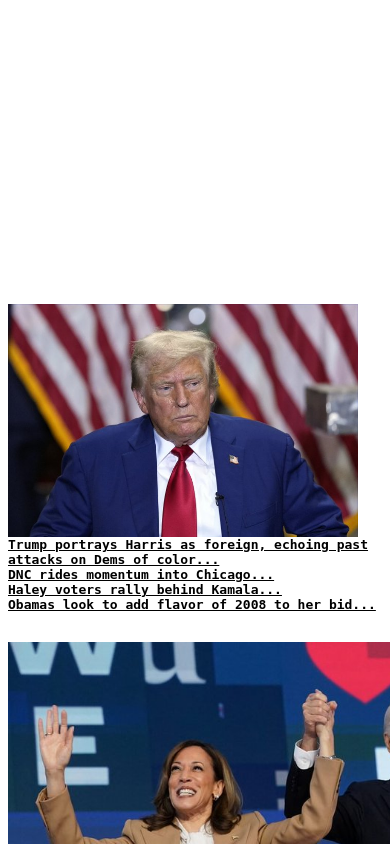 Trump portrays Harris as foreign, echoing past
attacks on Dems of color...
DNC rides momentum into Chicago...
Haley voters rally behind Kamala...
Obamas look to add flavor of 2008 to her bid...
W u
E